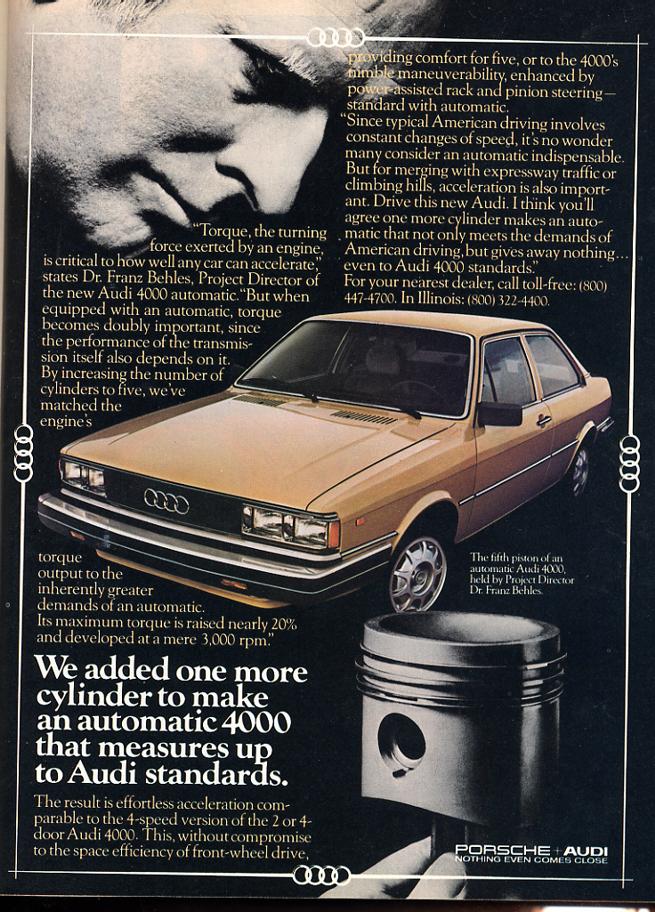 "Torque, the turning
force exerted by an engine,
is critical to how well any car can accelerate,"
states Dr. Franz Behles, Project Director of
the new Audi 4000 automatic. "But when
equipped with an automatic, torque
becomes doubly important, since
the performance of the transmis-
sion itself also depends on it.
By increasing the number of
cylinders to five, we've
matched the
engine's
torque
output to the
inherently greater
demands of an automatic.
Its maximum torque is raised nearly 20%
and developed at a mere 3,000 rpm."
We added one more
cylinder to make
an automatic 4000
that measures up
to Audi standards.
The result is effortless acceleration com-
parable to the 4-speed version of the 2 or 4-
door Audi 4000. This, without compromise
to the space efficiency of front-wheel drive,
providing comfort for five, or to the 4000's
nimble maneuverability, enhanced by
power-assisted rack and pinion steering—
standard with automatic.
"Since typical American driving involves
constant changes of speed, it's no wonder
many consider an automatic indispensable.
But for merging with expressway traffic or
climbing hills, acceleration is also import-
ant. Drive this new Audi. I think you'll
agree one more cylinder makes an auto-
matic that not only meets the demands of
American driving, but gives away nothing...
even to Audi 4000 standards."
For your nearest dealer, call toll-free: (800)
447-4700. In Illinois: (800) 322-4400.
The fifth piston of an
automatic Audi 4000,
held by Project Director
Dr. Franz Behles.
PORSCHE + AUDI
NOTHING EVEN COMES CLOSE